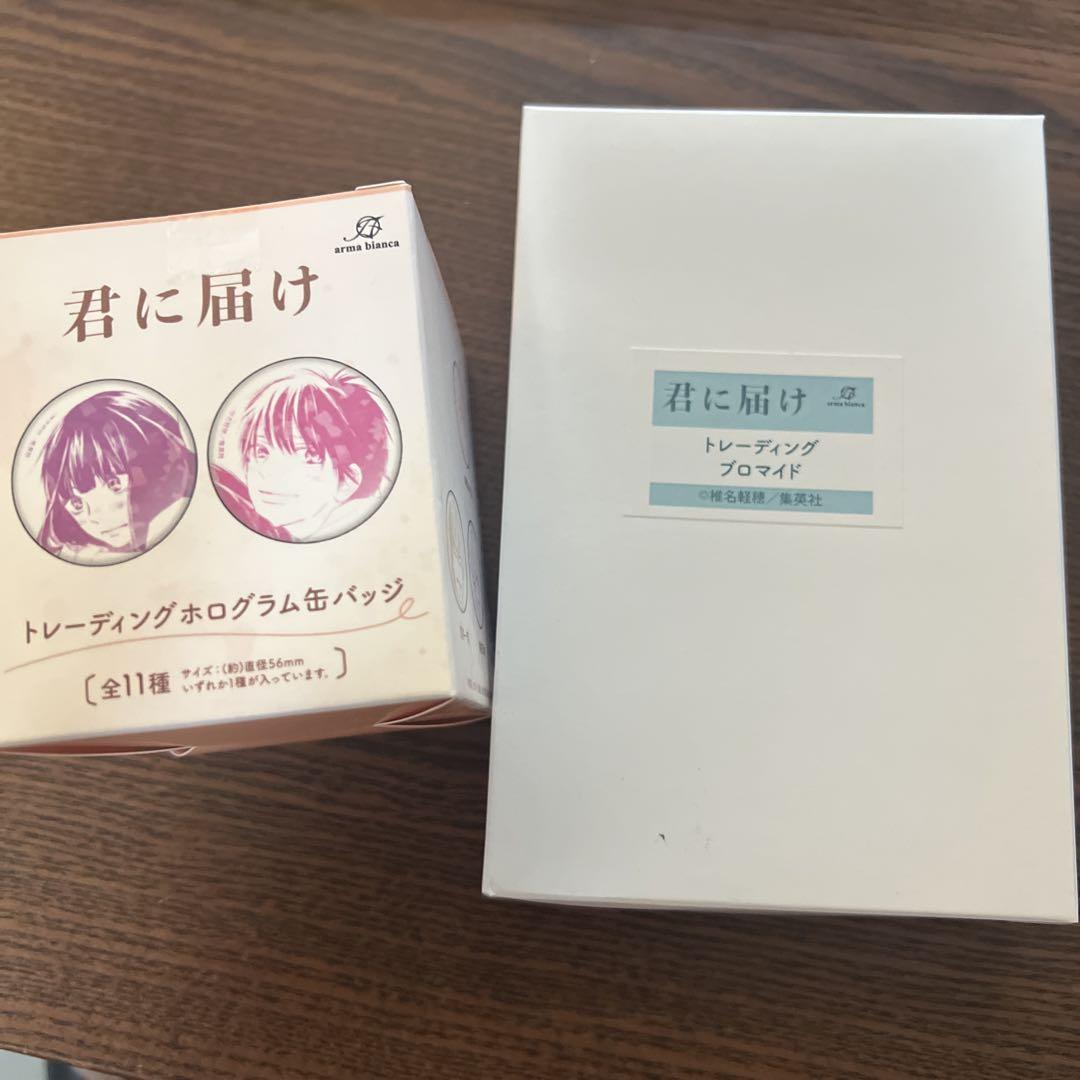 arma bianca
君に届け
トレーディングホログラム缶バッジ
全11種
サイズ：(約)直径56mm
いずれか1種が入っています。
君に届け
arma bianca
トレーディング
ブロマイド
©椎名軽穂／集英社